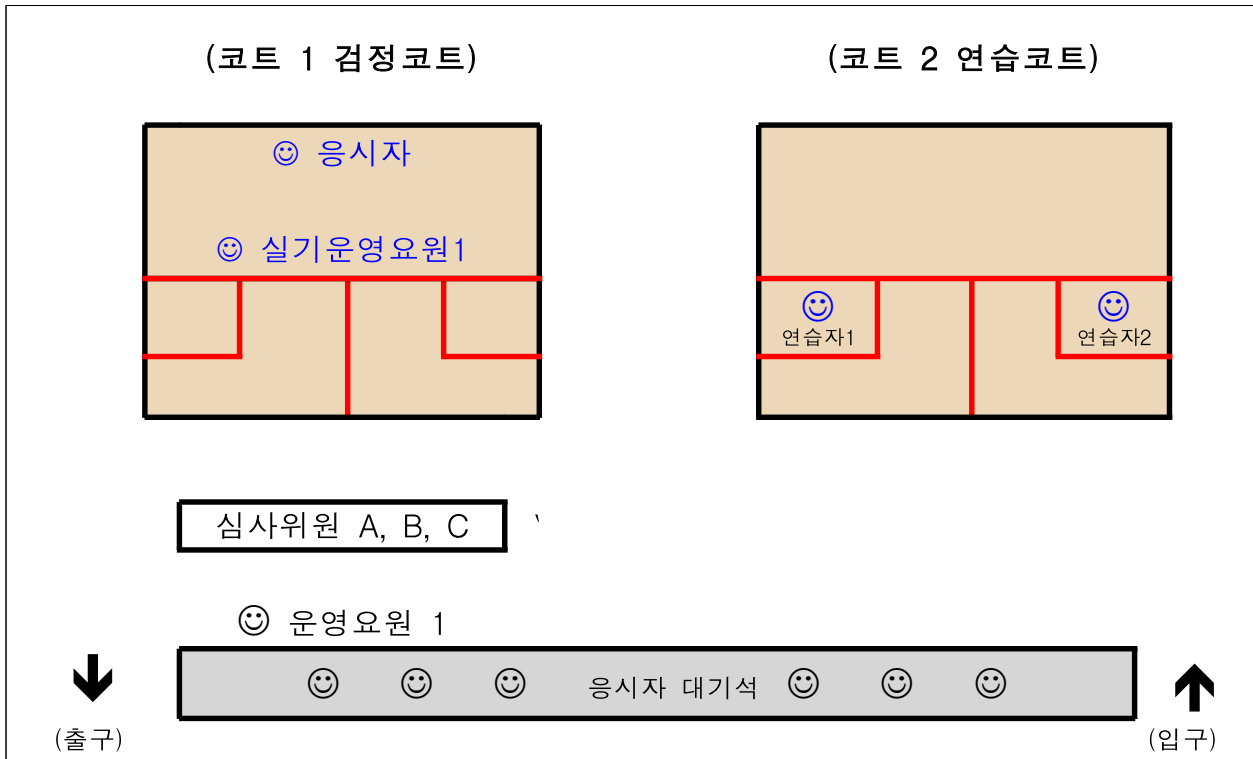 (코트 1 검정코트)
(코트 2 연습코트)
응시자
실기운영요원1
연습자1
연습자2
심사위원 A, B, C
운영요원 1
응시자 대기석
(출구)
(입구)